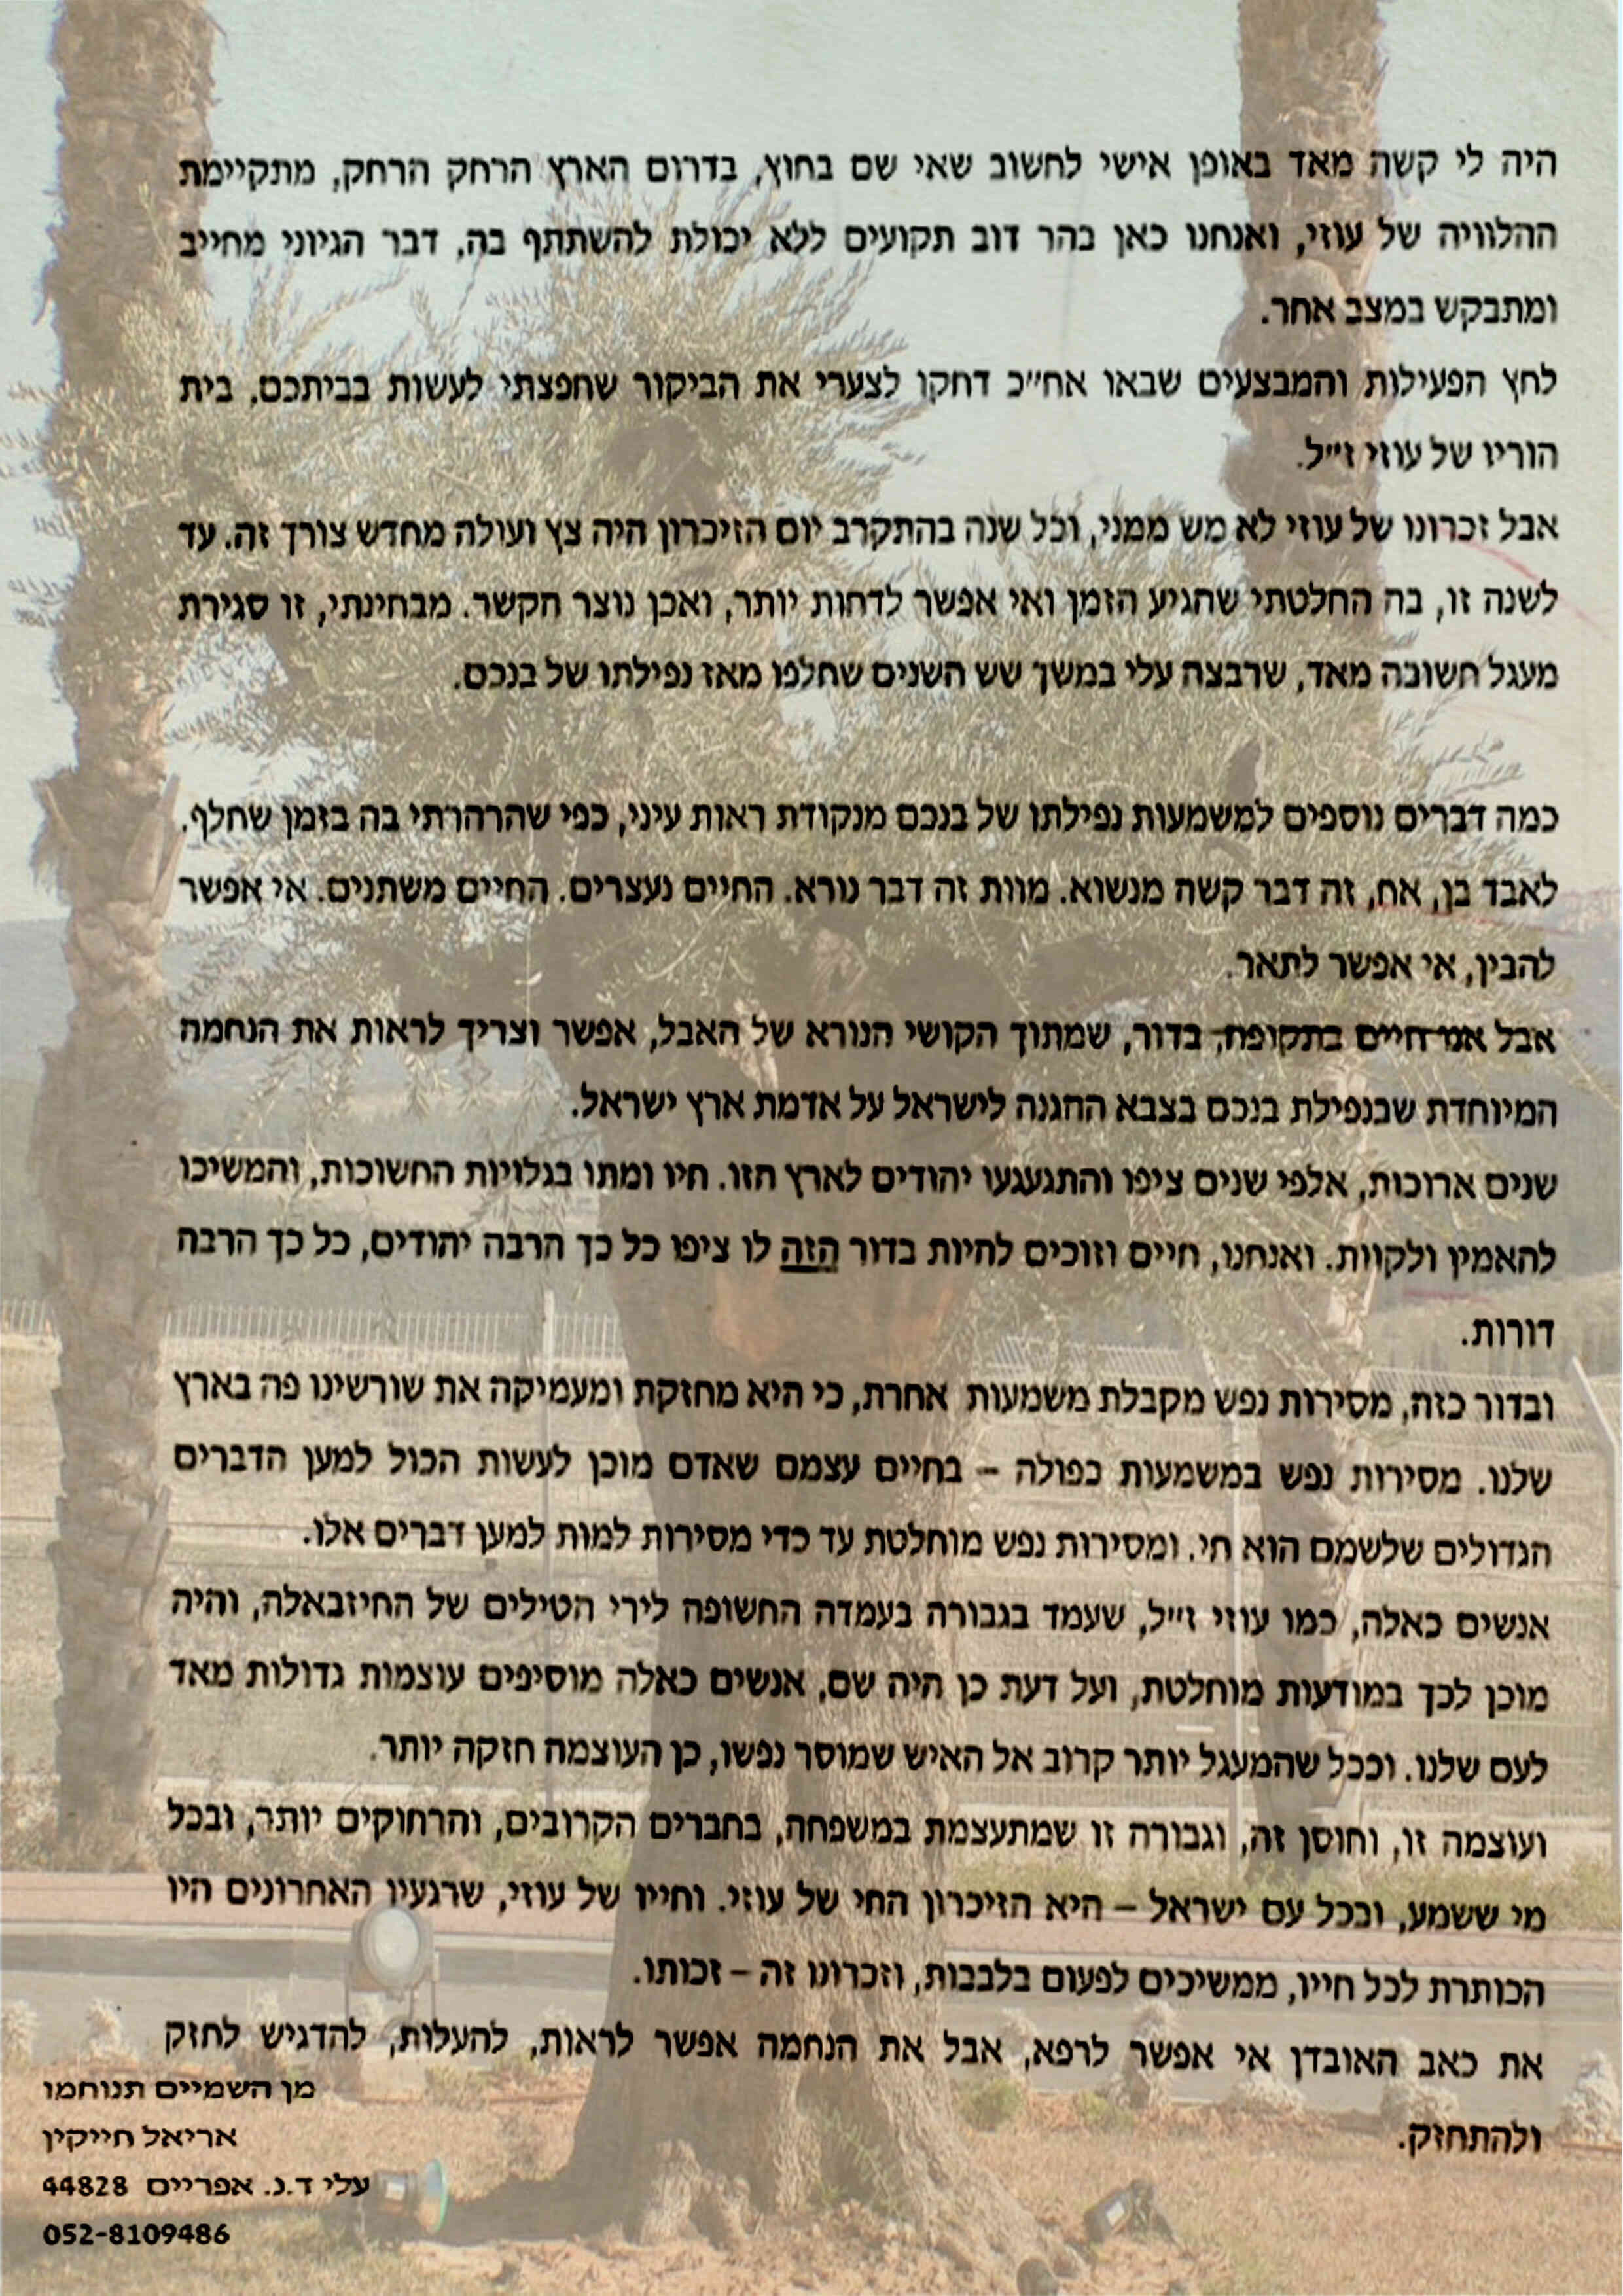 היה לי קשה מאד באופן אישי לחשוב שאי שם בחוץ, בדרום הארץ הרחק הרחק, מתקיימת
ההלוויה של עוזי, ואנחנו כאן בהר דוב תקועים ללא יכולת להשתתף בה, דבר הגיוני מחייב
ומתבקש במצב אחר.
לחץ הפעילות והמבצעים שבאו אח״כ דחקו לצערי את הביקור שחפצתי לעשות בביתכם, בית
הוריו של עוזי ז״ל.
אבל זכרונו של עוזי לא מש ממני, וכל שנה בהתקרב יום הזיכרון היה צץ ועולה מחדש צורך זה. עד
לשנה זו, בה החלטתי שהגיע הזמן ואי אפשר לדחות יותר, ואכן נוצר הקשר. מבחינתי, זו סגירת
מעגל חשובה מאד, שרבצה עלי במשך שש השנים שחלפו מאז נפילתו של בנכם.
כמה דברים נוספים למשמעות נפילתו של בנכם מנקודת ראות עיני, כפי שהרהרתי בה בזמן שחלף.
לאבד בן, אח, זה דבר קשה מנשוא. מוות זה דבר נורא. החיים נעצרים. החיים משתנים. אי אפשר
להבין, אי אפשר לתאר.
אבל אנו חיים בתקופה, בדור, שמתוך הקושי הנורא של האבל, אפשר וצריך לראות את הנחמה
המיוחדת שבנפילת בנכם בצבא ההגנה לישראל על אדמת ארץ ישראל.
שנים ארוכות, אלפי שנים ציפו והתגעגעו יהודים לארץ הזו. חיו ומתו בגלויות החשוכות, והמשיכו
להאמין ולקוות. ואנחנו, חיים וזוכים לחיות בדור הזה לו ציפו כל כך הרבה יהודים, כל כך הרבה
דורות.
ובדור כזה, מסירות נפש מקבלת משמעות אחרת, כי היא מחזקת ומעמיקה את שורשינו פה בארץ
שלנו. מסירות נפש במשמעות כפולה – בחיים עצמם שאדם מוכן לעשות הכול למען הדברים
הגדולים שלשמם הוא חי. ומסירות נפש מוחלטת עד כדי מסירות למות למען דברים אלו.
אנשים כאלה, כמו עוזי ז״ל, שעמד בגבורה בעמדה החשופה לירי הטילים של החיזבאלה, והיה
מוכן לכך במודעות מוחלטת, ועל דעת כן היה שם, אנשים כאלה מוסיפים עוצמות גדולות מאד
לעם שלנו. וככל שהמעגל יותר קרוב אל האיש שמוסר נפשו, כן העוצמה חזקה יותר.
ועוצמה זו, וחוסן זה, וגבורה זו שמתעצמת במשפחה, בחברים הקרובים, והרחוקים יותר, ובכל
מי ששמע, ובכל עם ישראל – היא הזיכרון החי של עוזי. וחייו של עוזי, שרגעיו האחרונים היו
הכותרת לכל חייו, ממשיכים לפעום בלבבות, וזכרונו זה – זכותו.
את כאב האובדן אי אפשר לרפא, אבל את הנחמה אפשר לראות, להעלות, להדגיש לחזק
ולהתחזק.
מן השמיים תנוחמו
אריאל חייקין
עלי ד.נ. אפריים 44828
052-8109486